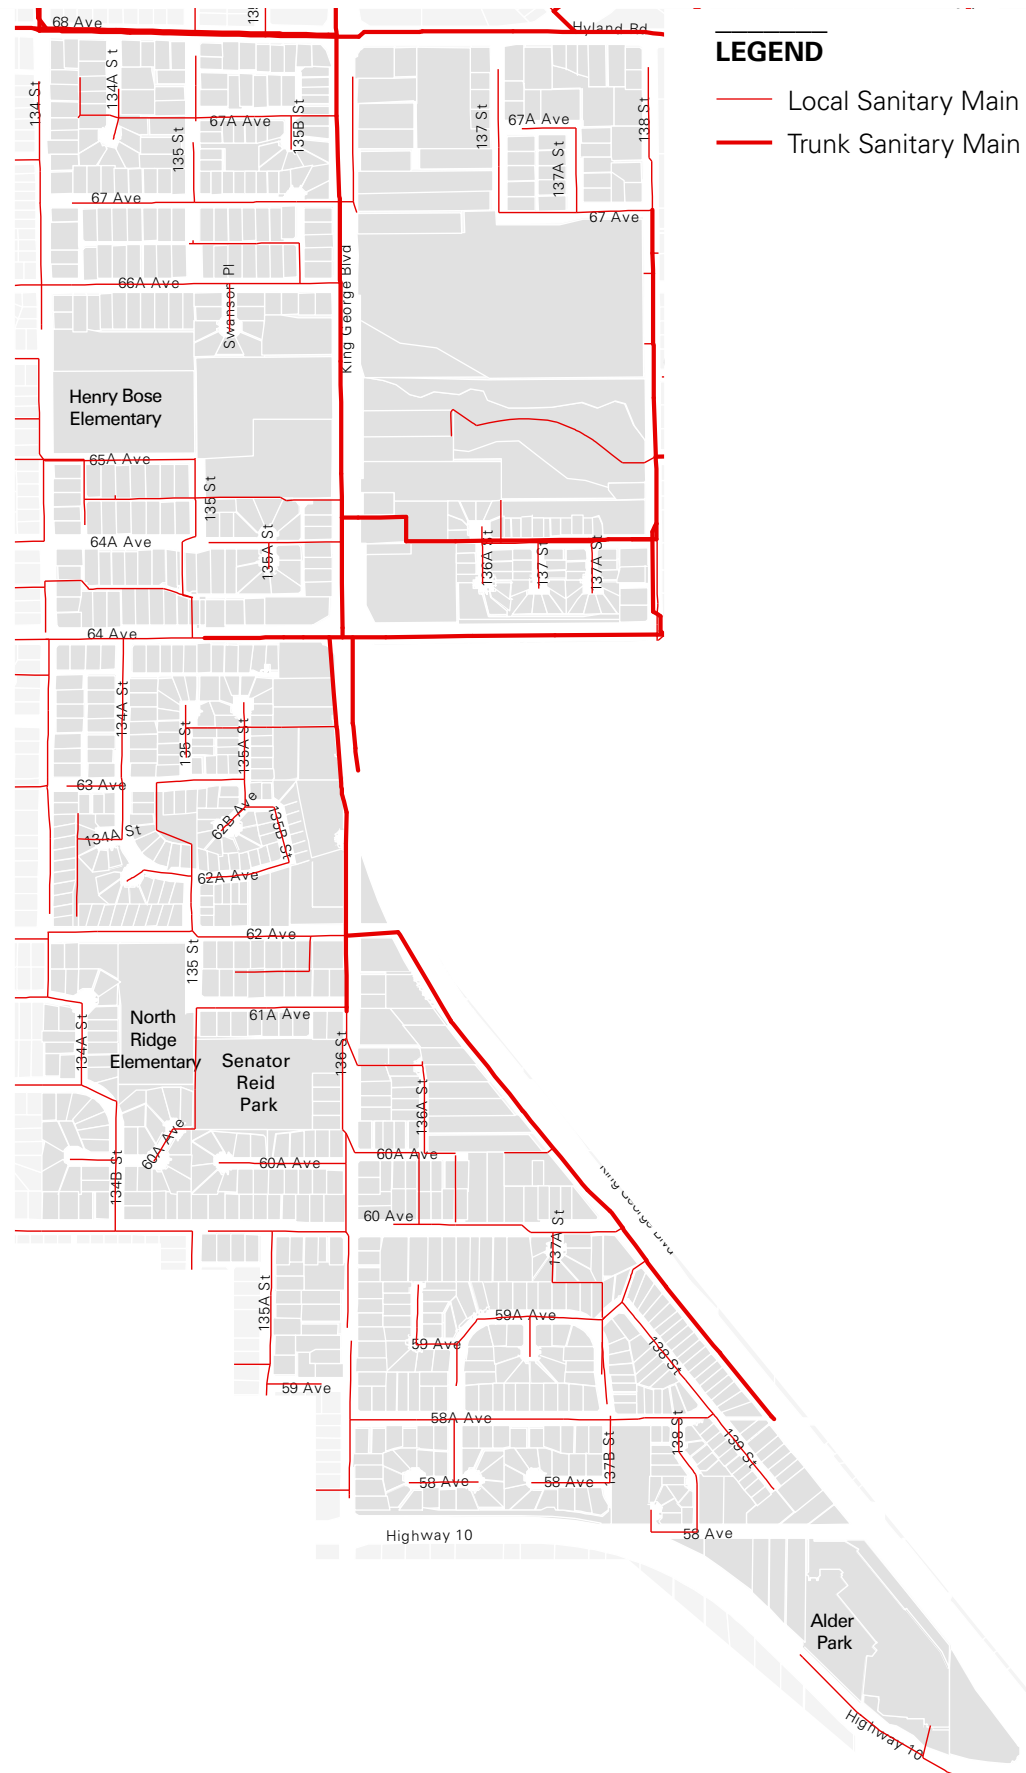 68 Ave
Hyland Rd
LEGEND
Local Sanitary Main
Trunk Sanitary Main
134 St
134A St
135 St
67A Ave
135B St
137 St
67A Ave
137A St
138 St
67 Ave
67 Ave
66A Ave
Swanson Pl
King George Blvd
Henry Bose
Elementary
65A Ave
135 St
64A Ave
135A St
136A St
137 St
137A St
64 Ave
134A St
135 St
135A St
63 Ave
134A St
62B Ave
135B St
62A Ave
62 Ave
135 St
61A Ave
134A St
North
Ridge
Elementary
Senator
Reid
Park
136 St
136A St
60A Ave
60A Ave
60A Ave
134B St
King George Blvd
60 Ave
137A St
135A St
59A Ave
59 Ave
138 St
59 Ave
58A Ave
138 St
139 St
137B St
58 Ave
58 Ave
58 Ave
Highway 10
Alder
Park
Highway 10